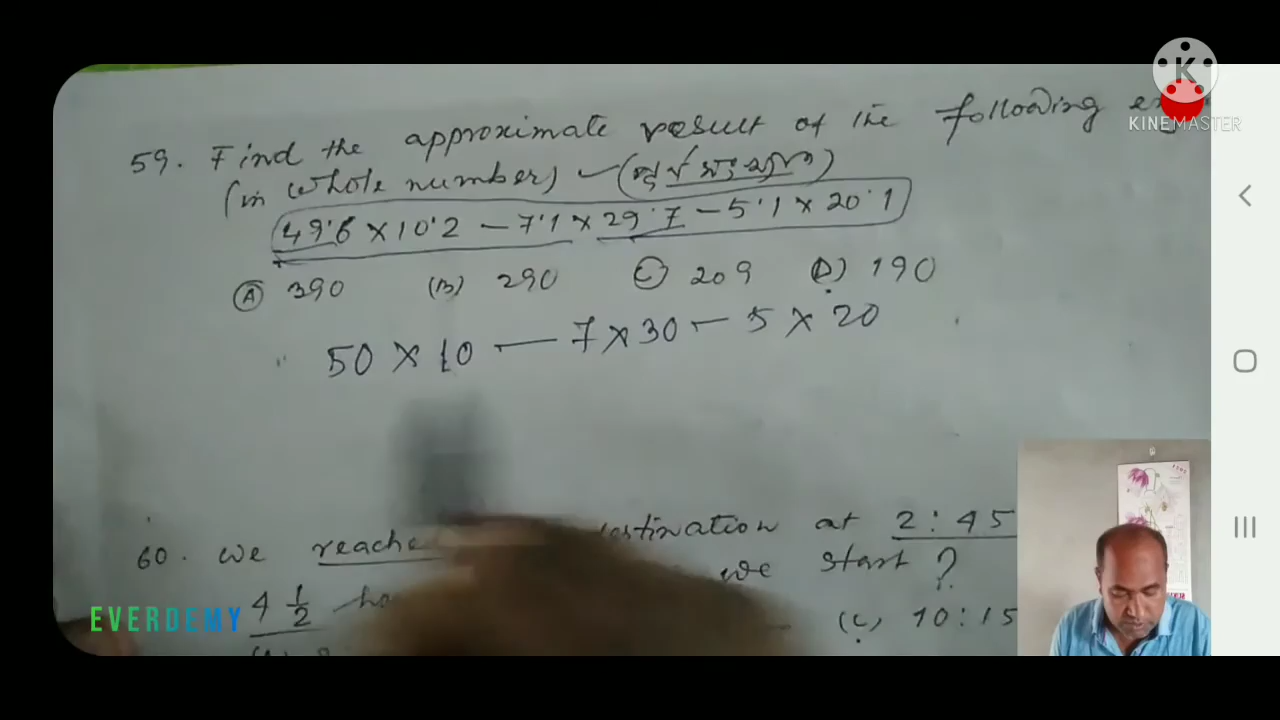 59. Find the approximate result of the following
(in whole number) (পূর্ণ সংখ্যাত)
49.6 × 10.2 – 7.1 × 29.7 – 5.1 × 20.1
(A) 390 (B) 290 (C) 209 (D) 190
50 × 10 — 7 × 30 – 5 × 20
60. We at 2:45
4 1/2 we start ?
(C) 10:15
EVERDEMY
K
KINEMASTER